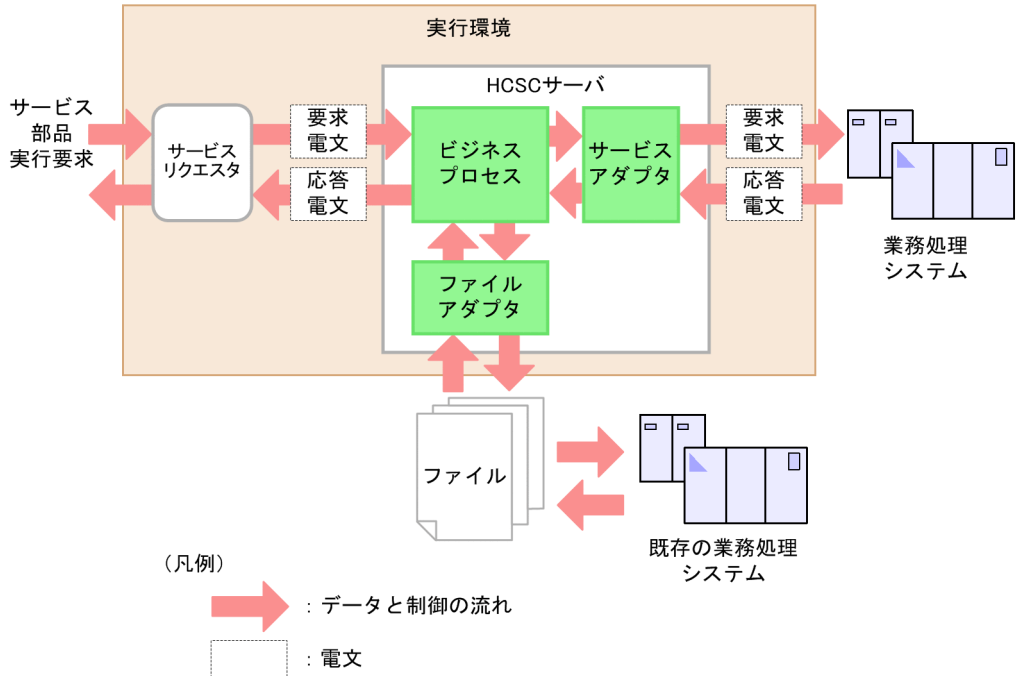 実行環境
HCSCサーバ
サービス
部品
実行要求
サービス
リクエスタ
要求
電文
応答
電文
ビジネス
プロセス
サービス
アダプタ
要求
電文
応答
電文
業務処理
システム
ファイル
アダプタ
ファイル
既存の業務処理
システム
（凡例）
：データと制御の流れ
：電文